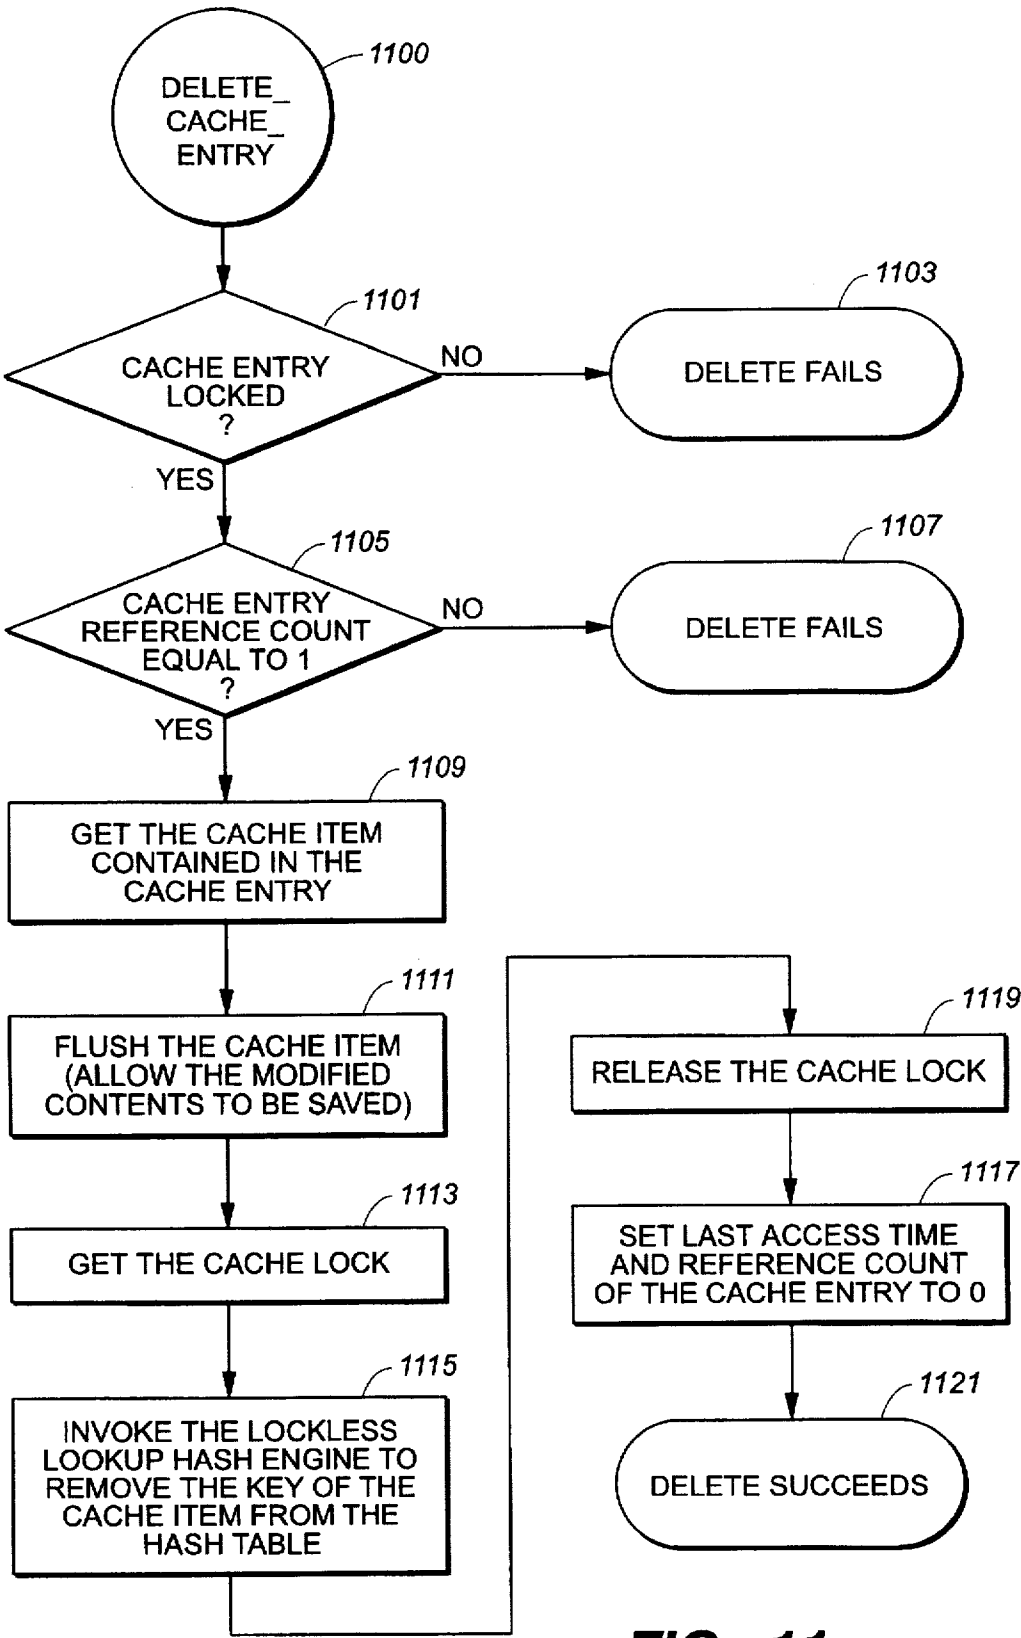 1100
DELETE_
CACHE_
ENTRY
1101
CACHE ENTRY
LOCKED
?
NO
YES
1103
DELETE FAILS
1105
CACHE ENTRY
REFERENCE COUNT
EQUAL TO 1
?
NO
YES
1107
DELETE FAILS
1109
GET THE CACHE ITEM
CONTAINED IN THE
CACHE ENTRY
1111
FLUSH THE CACHE ITEM
(ALLOW THE MODIFIED
CONTENTS TO BE SAVED)
1113
GET THE CACHE LOCK
1115
INVOKE THE LOCKLESS
LOOKUP HASH ENGINE TO
REMOVE THE KEY OF THE
CACHE ITEM FROM THE
HASH TABLE
1119
RELEASE THE CACHE LOCK
1117
SET LAST ACCESS TIME
AND REFERENCE COUNT
OF THE CACHE ENTRY TO 0
1121
DELETE SUCCEEDS
FIG. 11